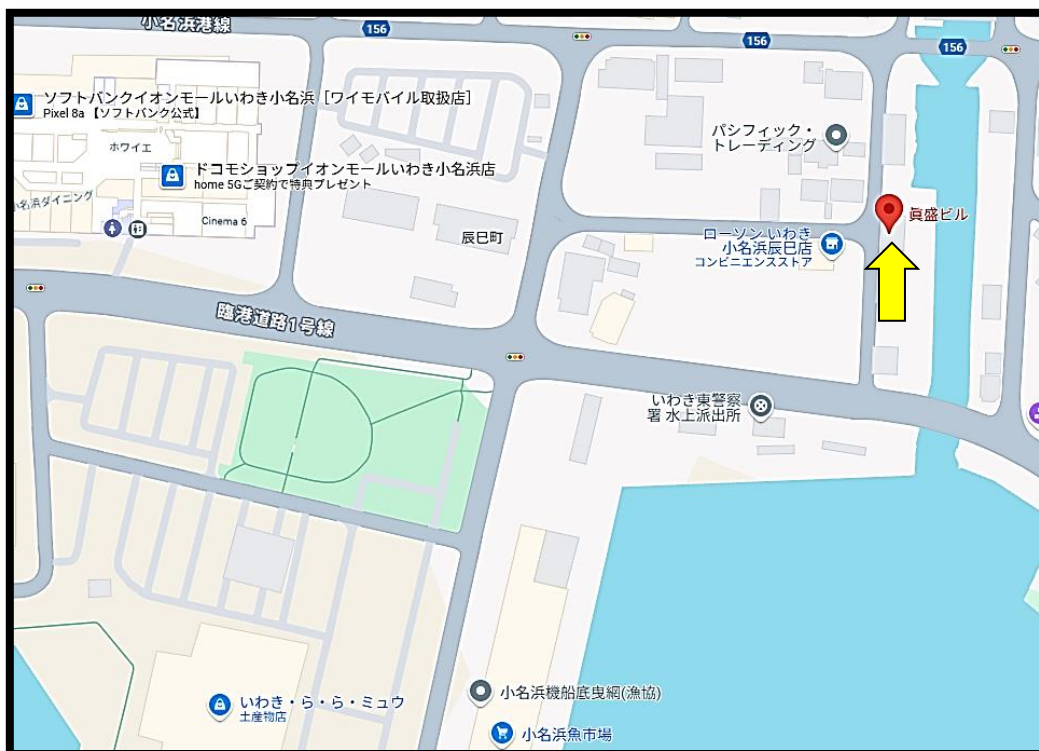 小名浜港線
156
156
156
ソフトバンクイオンモールいわき小名浜［ワイモバイル取扱店］
Pixel 8a 【ソフトバンク公式】
ホワイエ
パシフィック・
トレーディング
ドコモショップイオンモールいわき小名浜店
home 5Gご契約で特典プレゼント
小名浜ダイニング
Cinema 6
辰巳町
眞盛ビル
ローソン いわき
小名浜辰巳店
コンビニエンスストア
臨港道路1号線
いわき東警察
署 水上派出所
いわき・ら・ら・ミュウ
土産物店
小名浜機船底曳網(漁協)
小名浜魚市場